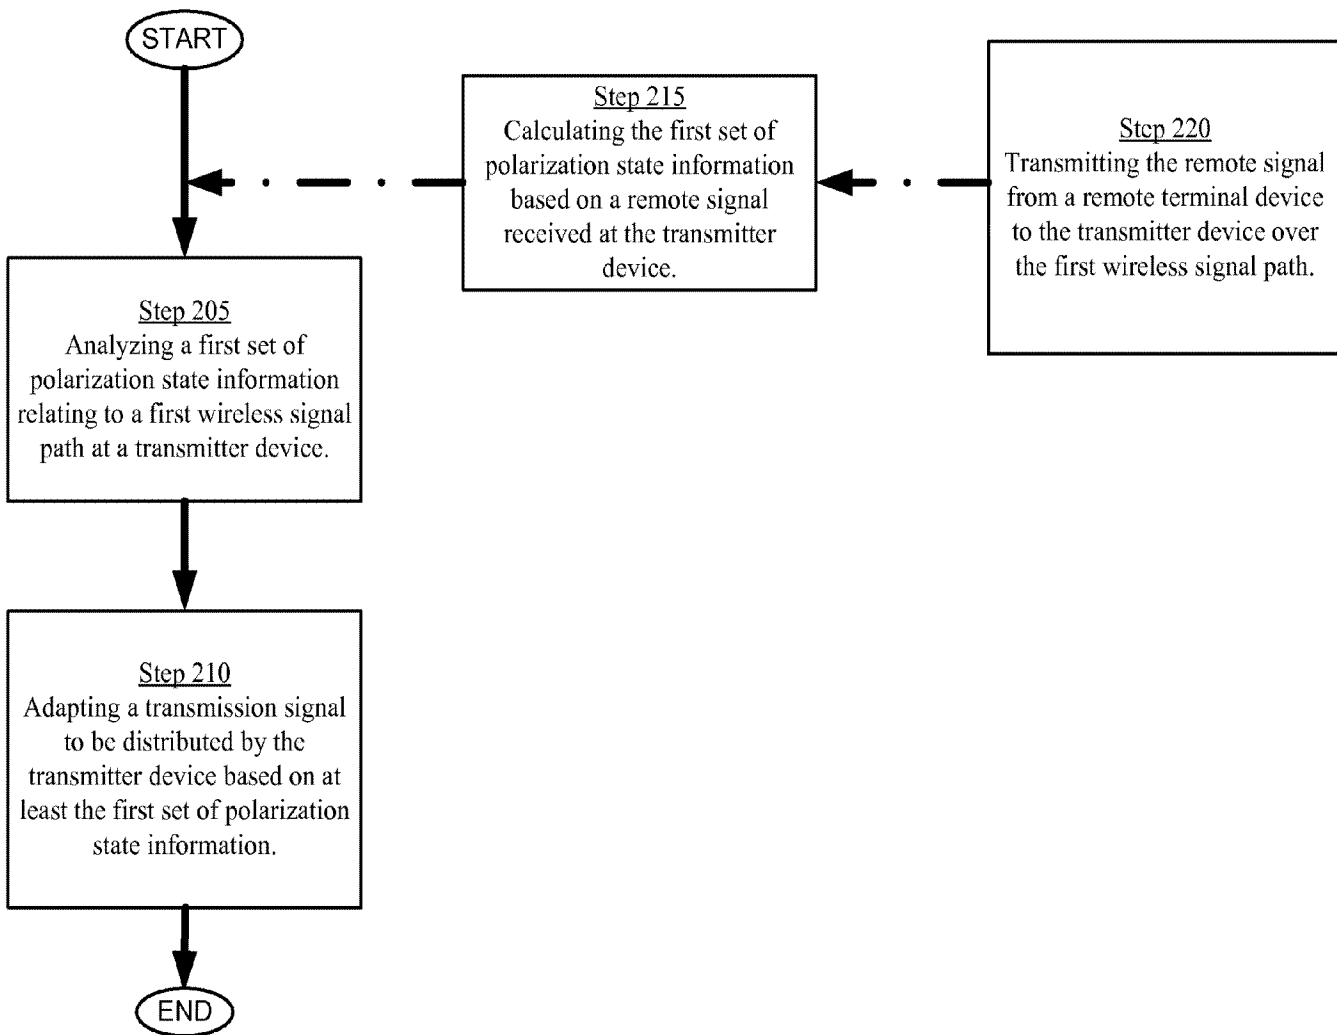 START
Step 215
Calculating the first set of
polarization state information
based on a remote signal
received at the transmitter
device.
Step 220
Transmitting the remote signal
from a remote terminal device
to the transmitter device over
the first wireless signal path.
Step 205
Analyzing a first set of
polarization state information
relating to a first wireless signal
path at a transmitter device.
Step 210
Adapting a transmission signal
to be distributed by the
transmitter device based on at
least the first set of polarization
state information.
END